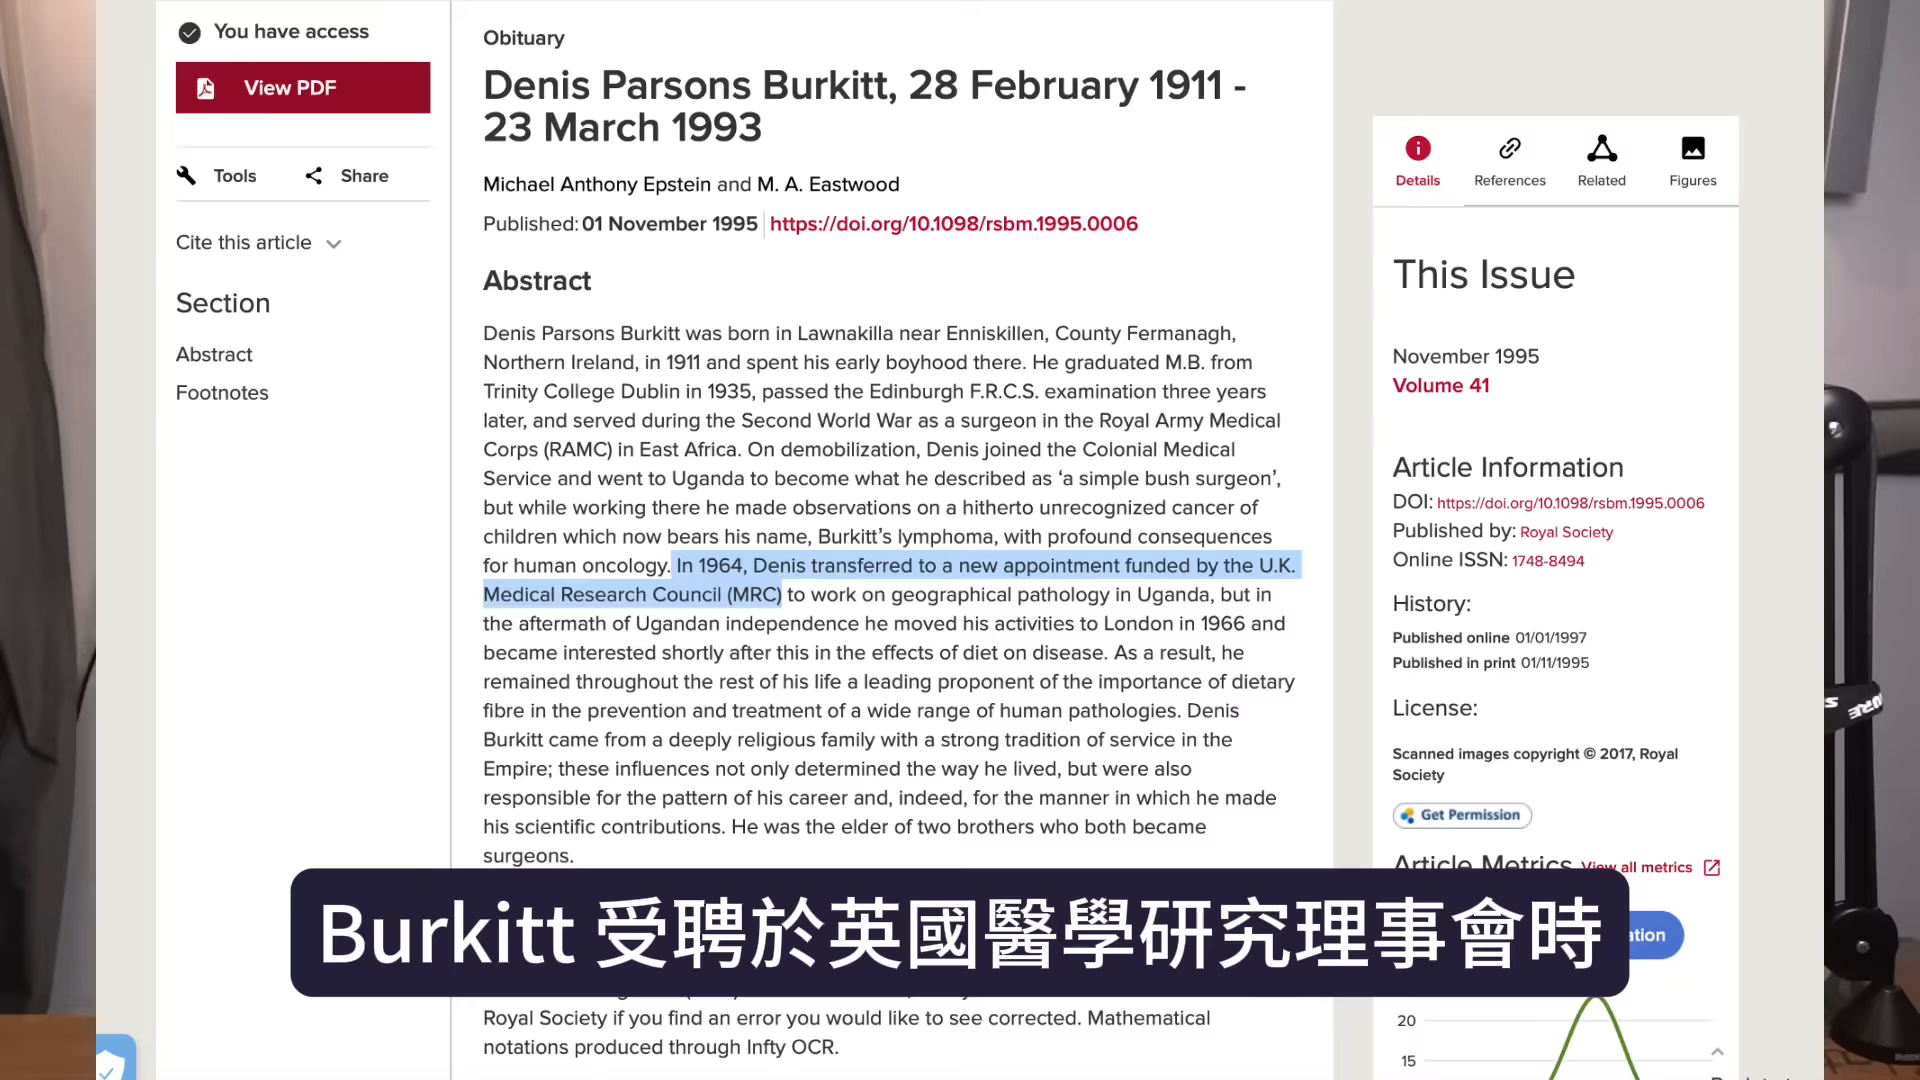 You have access
View PDF
Tools
Share
Cite this article
Section
Abstract
Footnotes
Obituary
Denis Parsons Burkitt, 28 February 1911 -
23 March 1993
Michael Anthony Epstein and M. A. Eastwood
Published: 01 November 1995 https://doi.org/10.1098/rsbm.1995.0006
Abstract
Denis Parsons Burkitt was born in Lawnakilla near Enniskillen, County Fermanagh,
Northern Ireland, in 1911 and spent his early boyhood there. He graduated M.B. from
Trinity College Dublin in 1935, passed the Edinburgh F.R.C.S. examination three years
later, and served during the Second World War as a surgeon in the Royal Army Medical
Corps (RAMC) in East Africa. On demobilization, Denis joined the Colonial Medical
Service and went to Uganda to become what he described as ‘a simple bush surgeon’,
but while working there he made observations on a hitherto unrecognized cancer of
children which now bears his name, Burkitt’s lymphoma, with profound consequences
for human oncology. In 1964, Denis transferred to a new appointment funded by the U.K.
Medical Research Council (MRC) to work on geographical pathology in Uganda, but in
the aftermath of Ugandan independence he moved his activities to London in 1966 and
became interested shortly after this in the effects of diet on disease. As a result, he
remained throughout the rest of his life a leading proponent of the importance of dietary
fibre in the prevention and treatment of a wide range of human pathologies. Denis
Burkitt came from a deeply religious family with a strong tradition of service in the
Empire; these influences not only determined the way he lived, but were also
responsible for the pattern of his career and, indeed, for the manner in which he made
his scientific contributions. He was the elder of two brothers who both became
surgeons.
Burkitt 受聘於英國醫學研究理事會時
Royal Society if you find an error you would like to see corrected. Mathematical
notations produced through Infty OCR.
Details
References
Related
Figures
This Issue
November 1995
Volume 41
Article Information
DOI: https://doi.org/10.1098/rsbm.1995.0006
Published by: Royal Society
Online ISSN: 1748-8494
History:
Published online 01/01/1997
Published in print 01/11/1995
License:
Scanned images copyright © 2017, Royal
Society
Get Permission
Article Metrics View all metrics
20
15